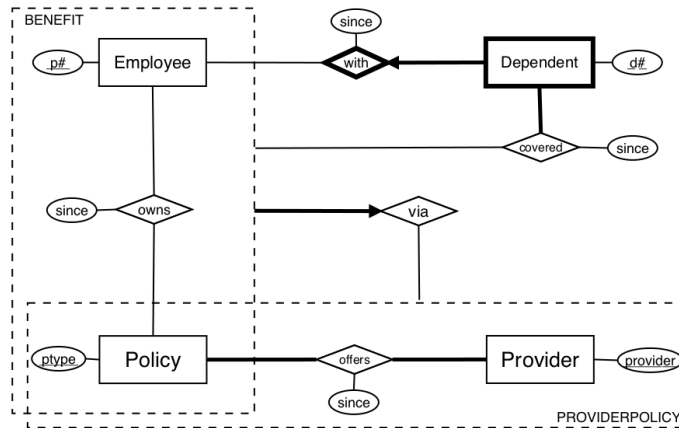 BENEFIT
since
p#
Employee
with
Dependent
d#
covered
since
since
owns
via
ptype
Policy
offers
Provider
provider
since
PROVIDERPOLICY